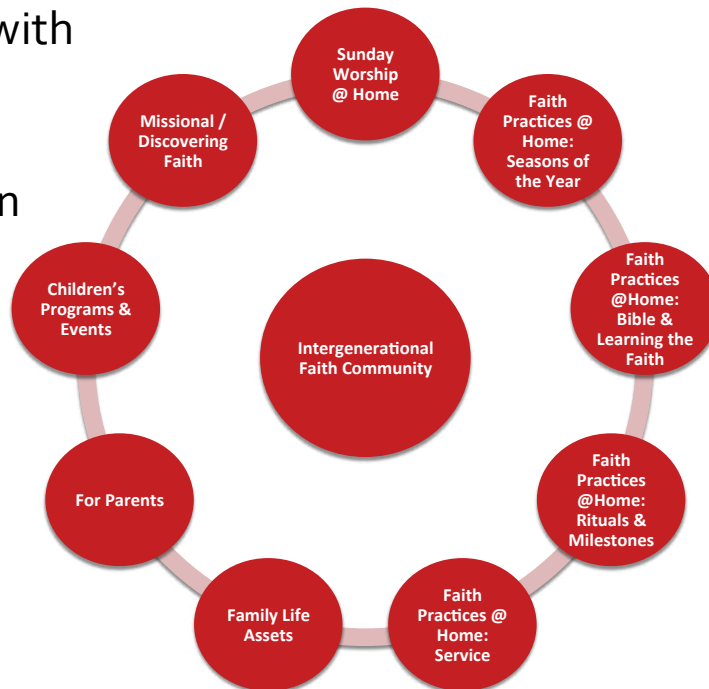 with
n
Sunday
Worship
@ Home
Faith
Practices @
Home:
Seasons of
the Year
Faith
Practices
@Home:
Bible &
Learning the
Faith
Faith
Practices
@Home:
Rituals &
Milestones
Faith
Practices @
Home:
Service
Family Life
Assets
For Parents
Children's
Programs &
Events
Missional /
Discovering
Faith
Intergenerational
Faith Community